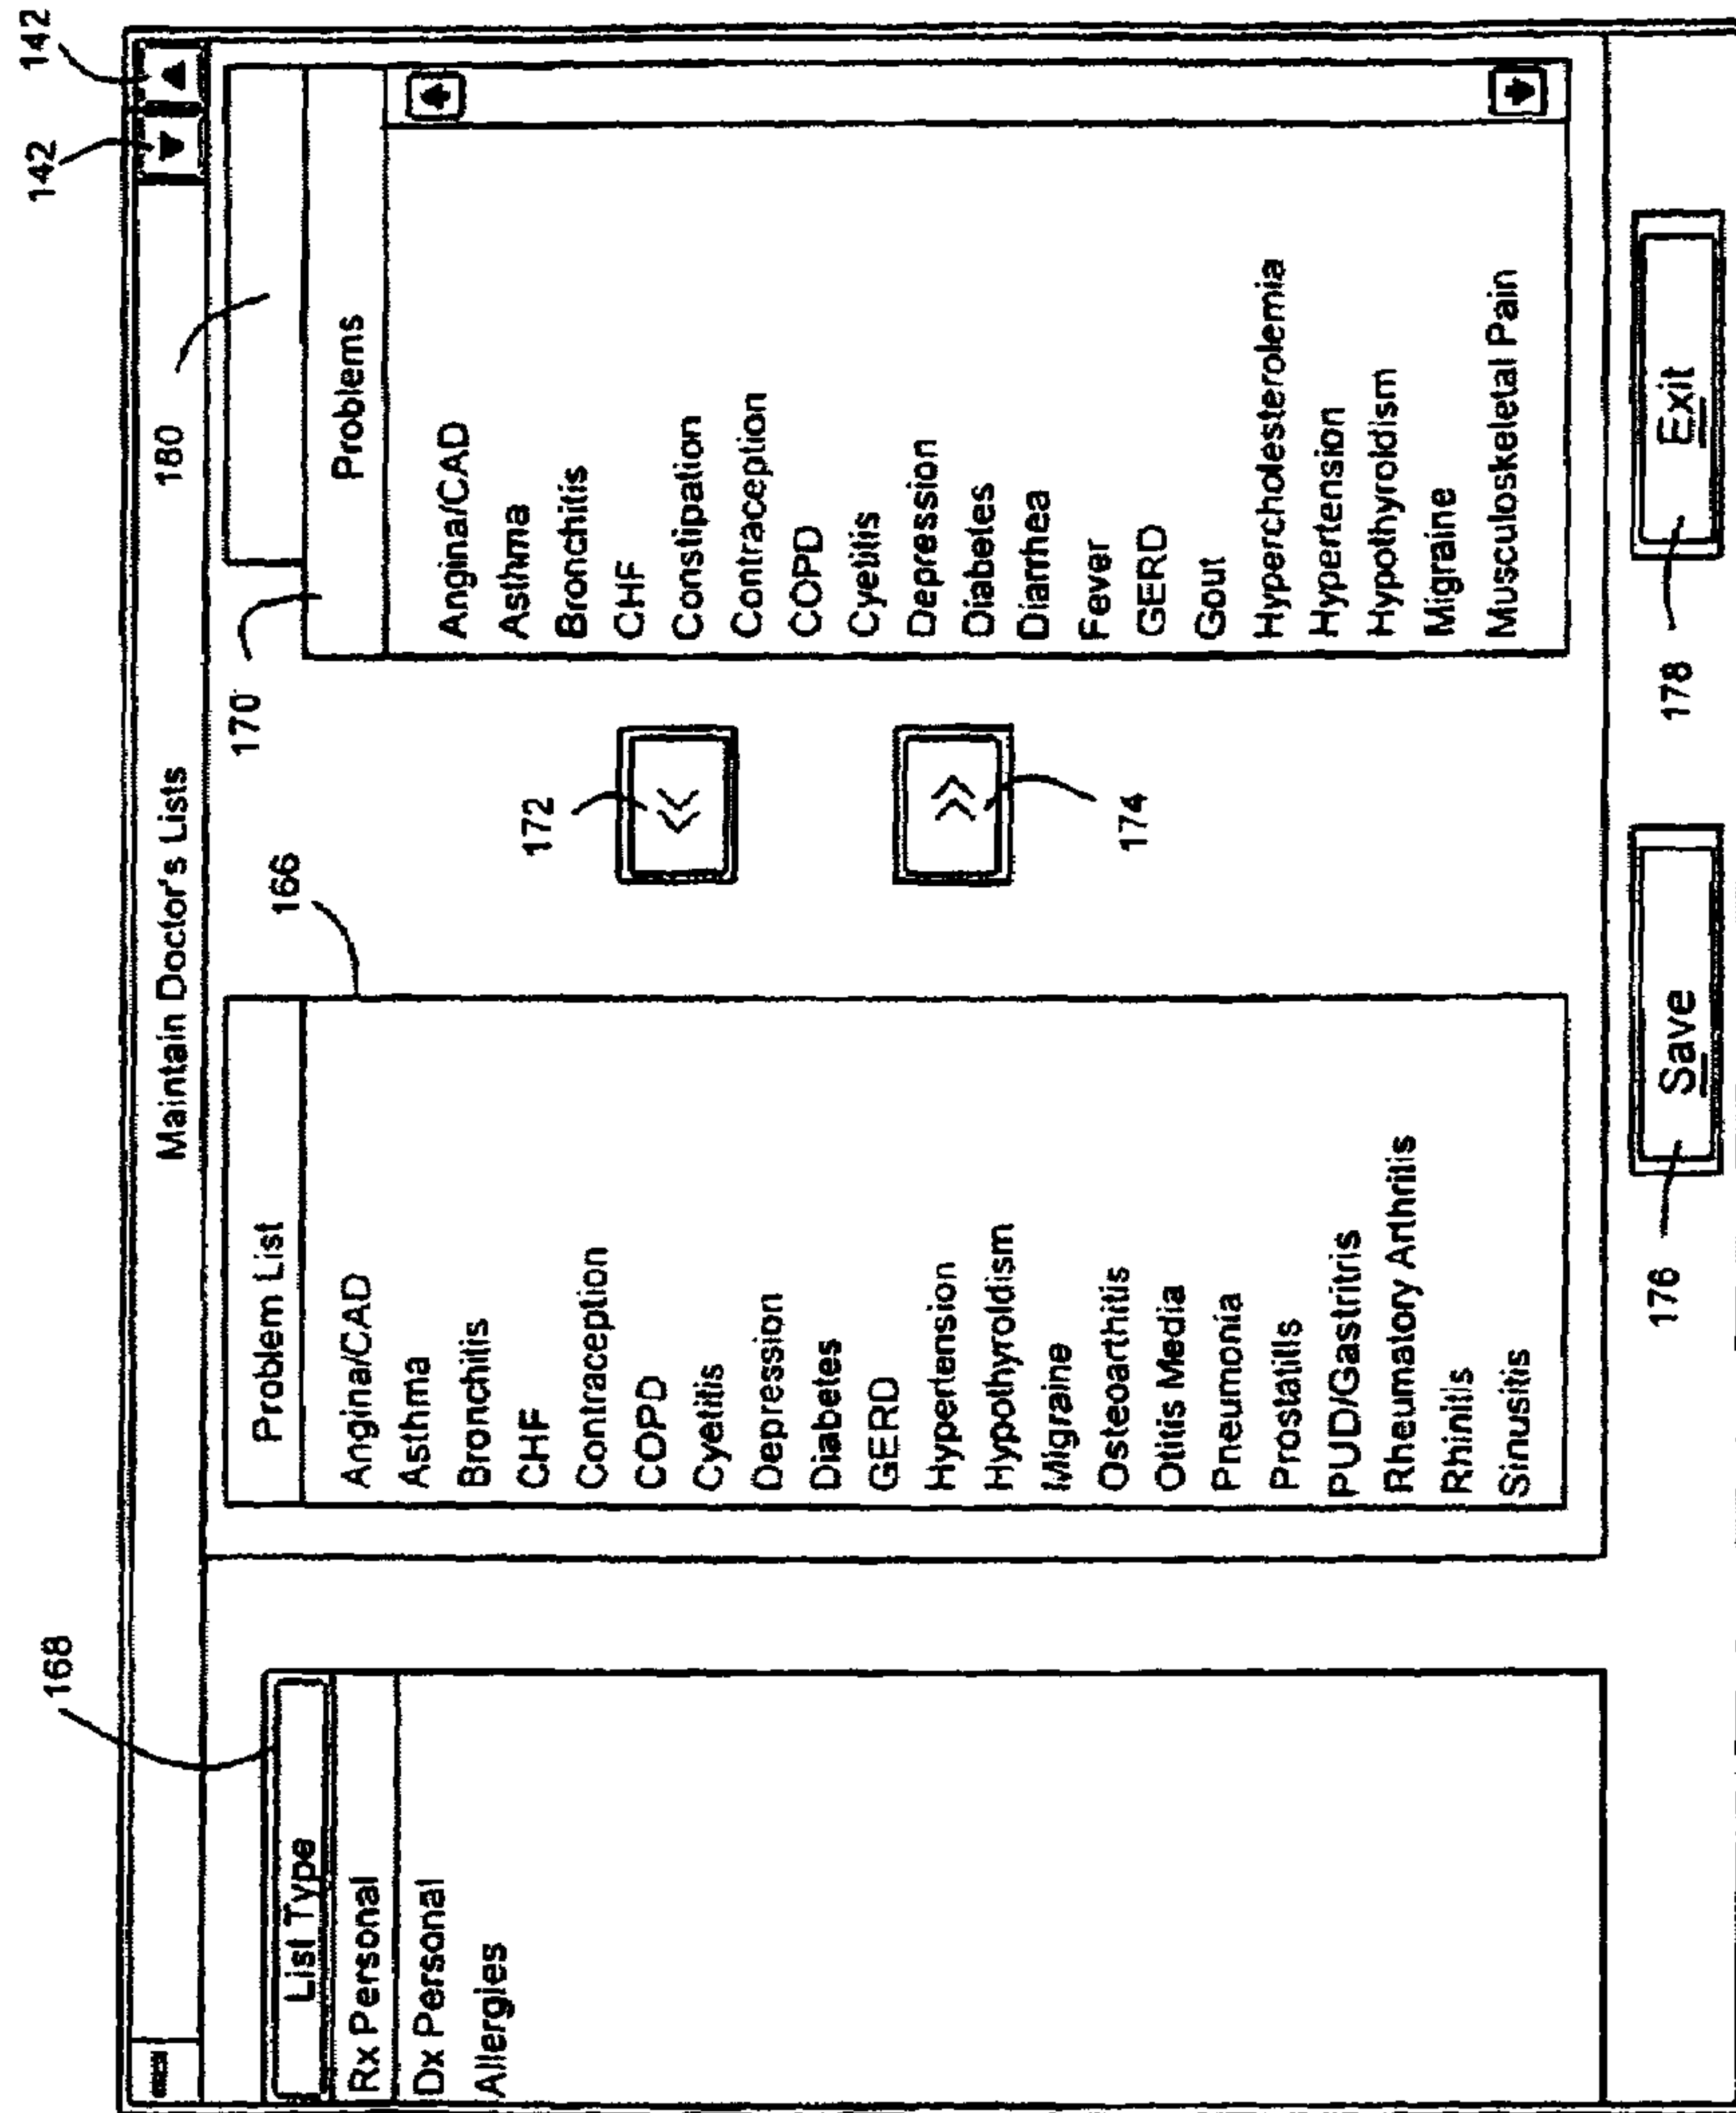 142
142
Maintain Doctor's Lists
180
170
168
166
List Type
Rx Personal
Dx Personal
Allergies
Problem List
Angina/CAD
Asthma
Bronchitis
CHF
Contraception
COPD
Cyetitis
Depression
Diabetes
GERD
Hypertension
Hypothyroldism
Migraine
Osteoarthitis
Otitis Media
Pneumonia
Prostatitis
PUD/Gastritris
Rheumatory Arthritis
Rhinitis
Sinusitis
172
<<
>>
174
Problems
Angina/CAD
Asthma
Bronchitis
CHF
Constipation
Contraception
COPD
Cyetitis
Depression
Diabetes
Diarrhea
Fever
GERD
Gout
Hypercholesterolemia
Hypertension
Hypothyroidism
Migraine
Musculoskeletal Pain
176
Save
178
Exit